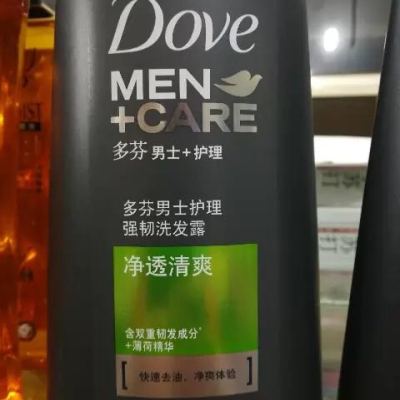 Dove
MEN
+CARE
多芬 男士+护理
多芬男士护理
强韧洗发露
净透清爽
含双重韧发成分*
+薄荷精华
快速去油,净爽体验